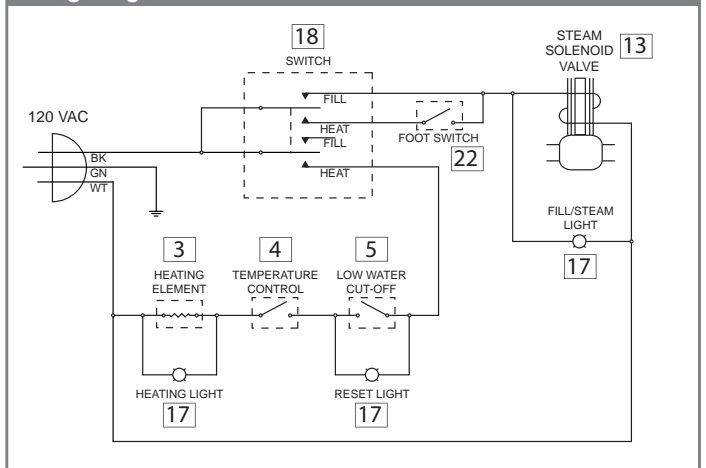 18
SWITCH
STEAM
SOLENOID
VALVE
13
FILL
HEAT
FILL
HEAT
FOOT SWITCH
22
120 VAC
BK
GN
WT
FILL/STEAM
LIGHT
17
3
HEATING
ELEMENT
4
TEMPERATURE
CONTROL
5
LOW WATER
CUT-OFF
HEATING LIGHT
17
RESET LIGHT
17